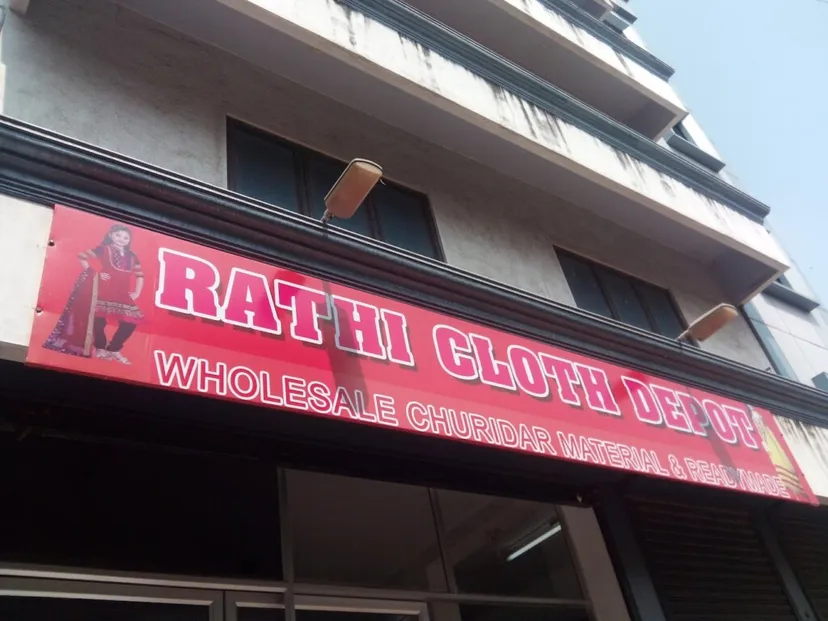 RATHI CLOTH DEPOT
WHOLESALE CHURIDAR MATERIAL & READYMADE